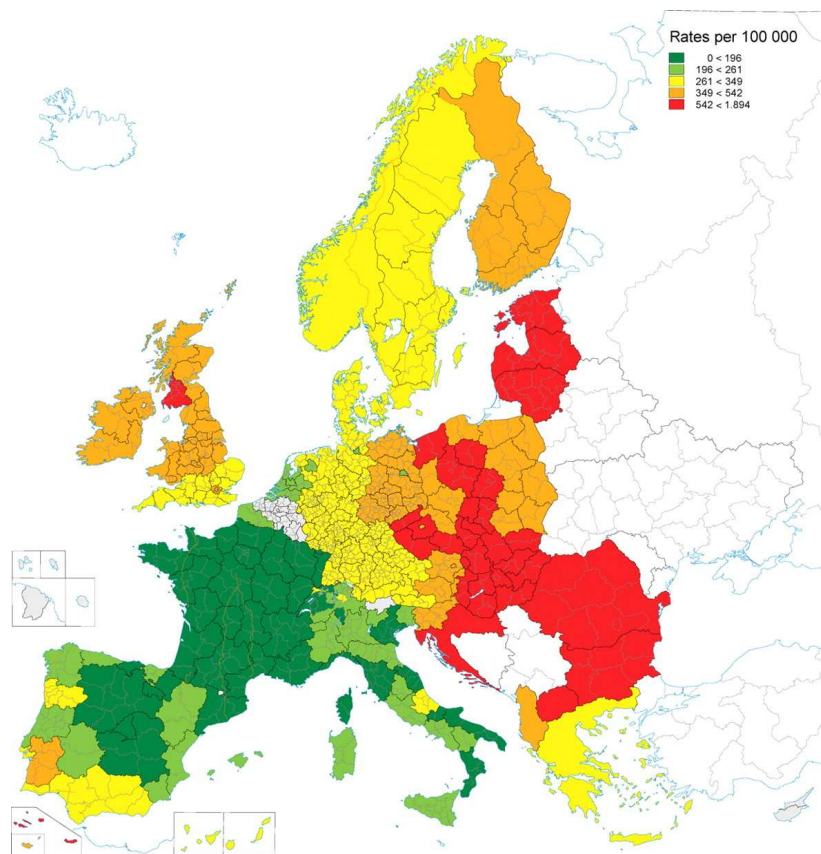 Rates per 100 000
0 < 196
196 < 261
261 < 349
349 < 542
542 < 1.894